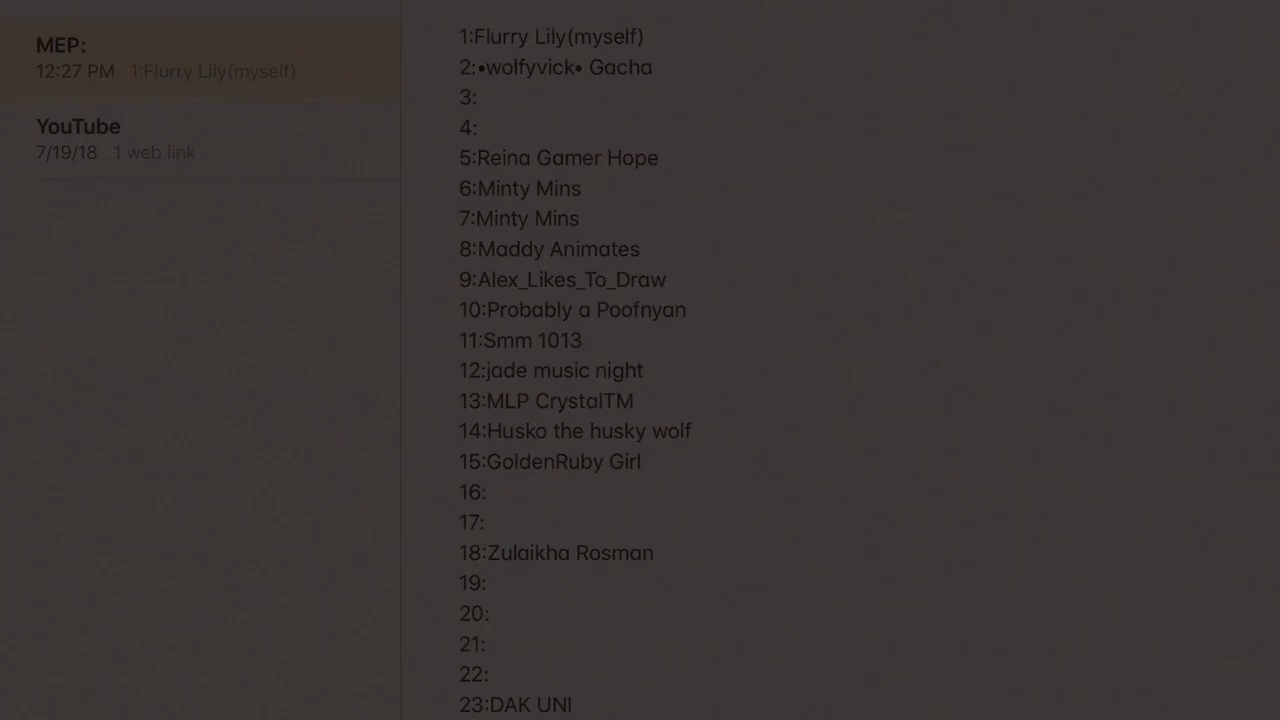 MEP:
12:27 PM 1:Flurry Lily(myself)
YouTube
7/19/18 1 web link
1:Flurry Lily(myself)
2:•wolfyvick• Gacha
3:
4:
5:Reina Gamer Hope
6:Minty Mins
7:Minty Mins
8:Maddy Animates
9:Alex_Likes_To_Draw
10:Probably a Poofnyan
11:Smm 1013
12:jade music night
13:MLP CrystalTM
14:Husko the husky wolf
15:GoldenRuby Girl
16:
17:
18:Zulaikha Rosman
19:
20:
21:
22:
23:DAK UNI